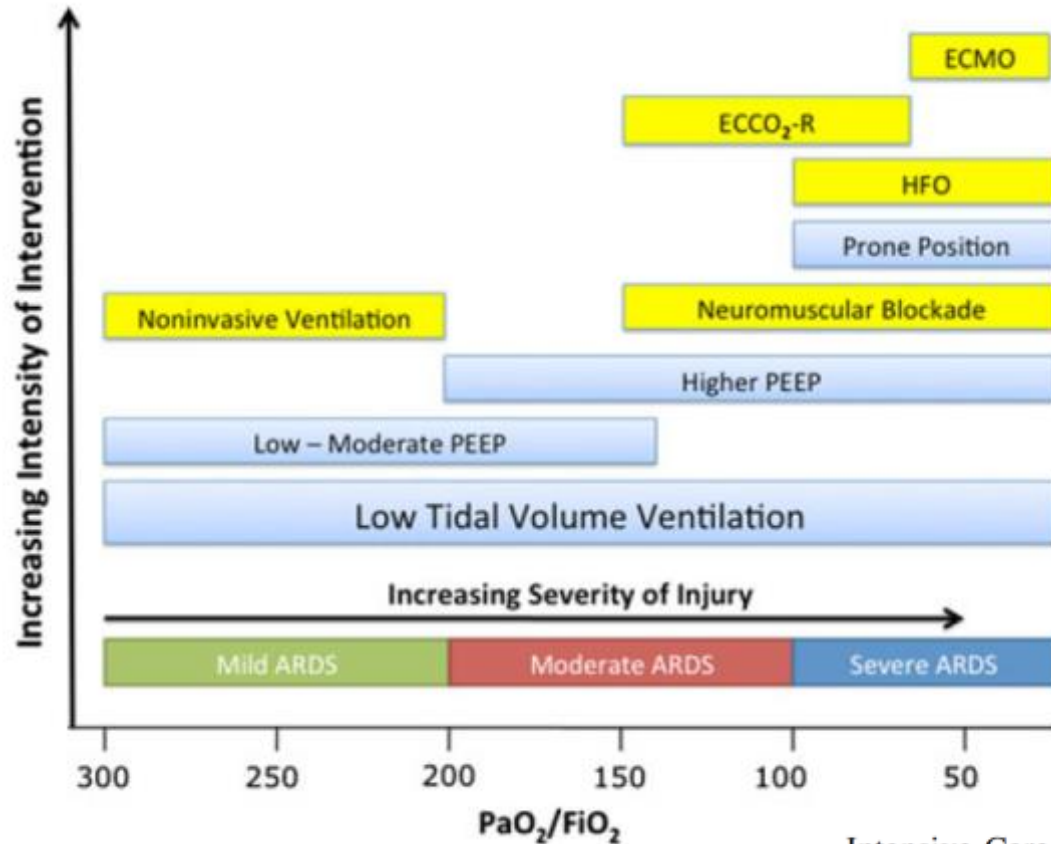 Increasing Intensity of Intervention
ECMO
ECCO₂-R
HFO
Prone Position
Noninvasive Ventilation
Neuromuscular Blockade
Higher PEEP
Low – Moderate PEEP
Low Tidal Volume Ventilation
Increasing Severity of Injury
Mild ARDS
Moderate ARDS
Severe ARDS
300
250
200
150
100
50
PaO₂/FiO₂
Intensive Care